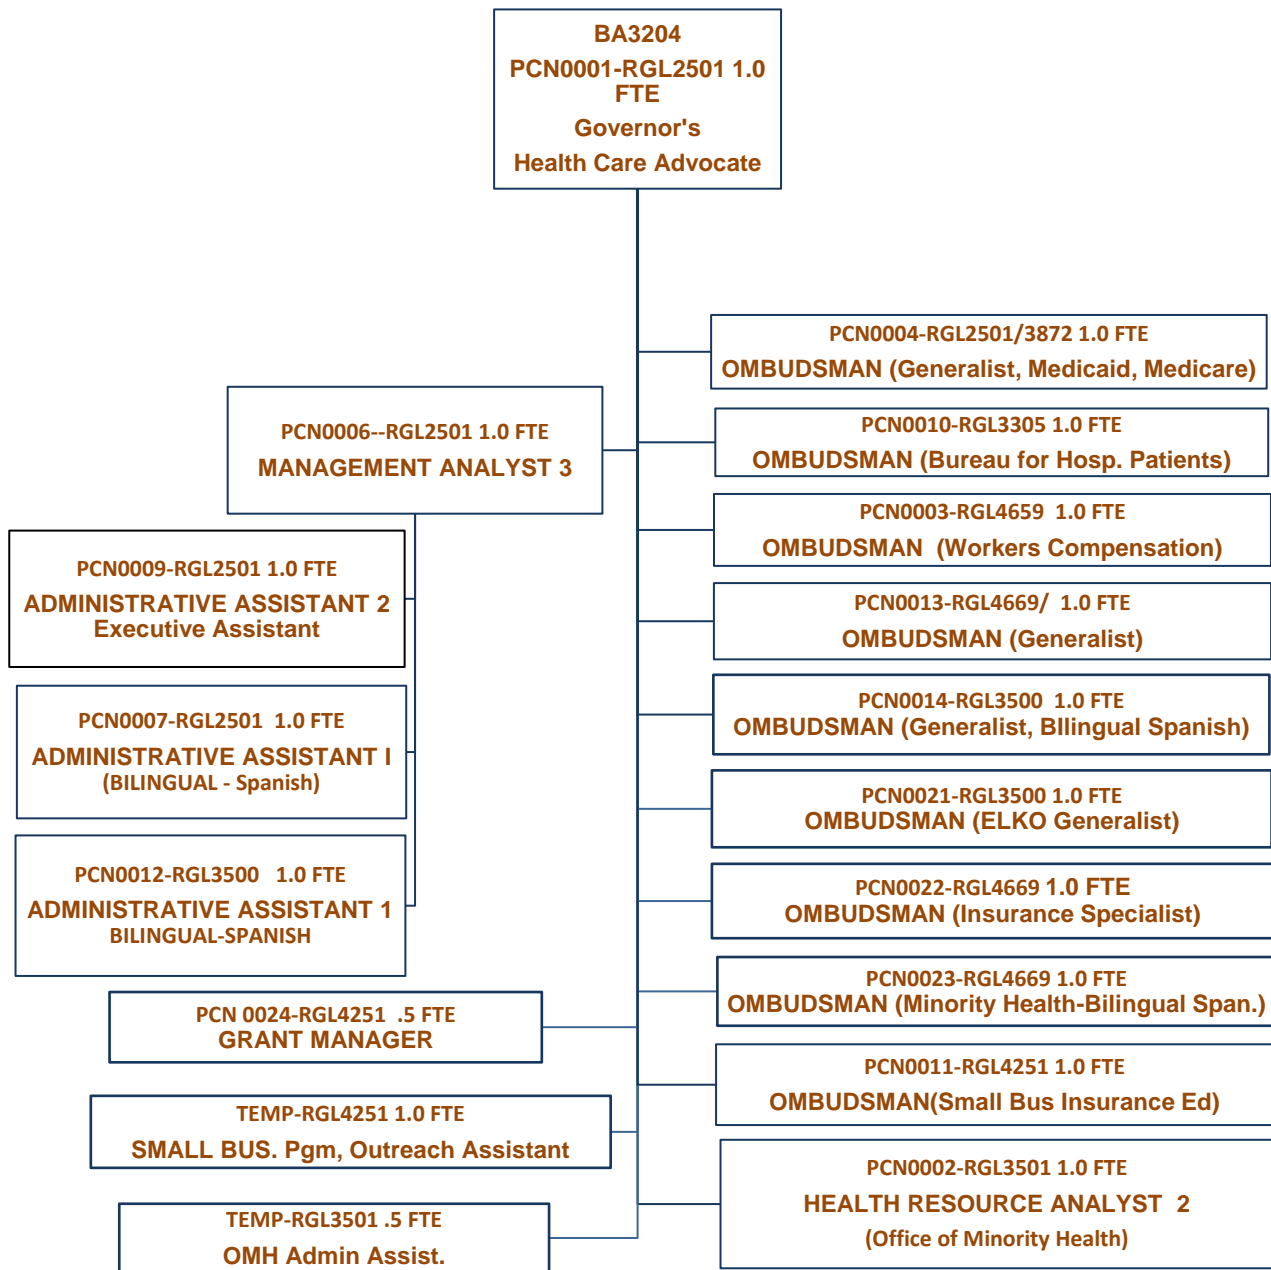 BA3204
PCN0001-RGL2501 1.0
FTE
Governor's
Health Care Advocate
PCN0004-RGL2501/3872 1.0 FTE
OMBUDSMAN (Generalist, Medicaid, Medicare)
PCN0006--RGL2501 1.0 FTE
MANAGEMENT ANALYST 3
PCN0010-RGL3305 1.0 FTE
OMBUDSMAN (Bureau for Hosp. Patients)
PCN0003-RGL4659 1.0 FTE
OMBUDSMAN (Workers Compensation)
PCN0009-RGL2501 1.0 FTE
ADMINISTRATIVE ASSISTANT 2
Executive Assistant
PCN0013-RGL4669/ 1.0 FTE
OMBUDSMAN (Generalist)
PCN0007-RGL2501 1.0 FTE
ADMINISTRATIVE ASSISTANT I
(BILINGUAL - Spanish)
PCN0014-RGL3500 1.0 FTE
OMBUDSMAN (Generalist, BIlingual Spanish)
PCN0021-RGL3500 1.0 FTE
OMBUDSMAN (ELKO Generalist)
PCN0012-RGL3500 1.0 FTE
ADMINISTRATIVE ASSISTANT 1
BILINGUAL-SPANISH
PCN0022-RGL4669 1.0 FTE
OMBUDSMAN (Insurance Specialist)
PCN0023-RGL4669 1.0 FTE
OMBUDSMAN (Minority Health-Bilingual Span.)
PCN 0024-RGL4251 .5 FTE
GRANT MANAGER
PCN0011-RGL4251 1.0 FTE
OMBUDSMAN(Small Bus Insurance Ed)
TEMP-RGL4251 1.0 FTE
SMALL BUS. Pgm, Outreach Assistant
PCN0002-RGL3501 1.0 FTE
HEALTH RESOURCE ANALYST 2
(Office of Minority Health)
TEMP-RGL3501 .5 FTE
OMH Admin Assist.